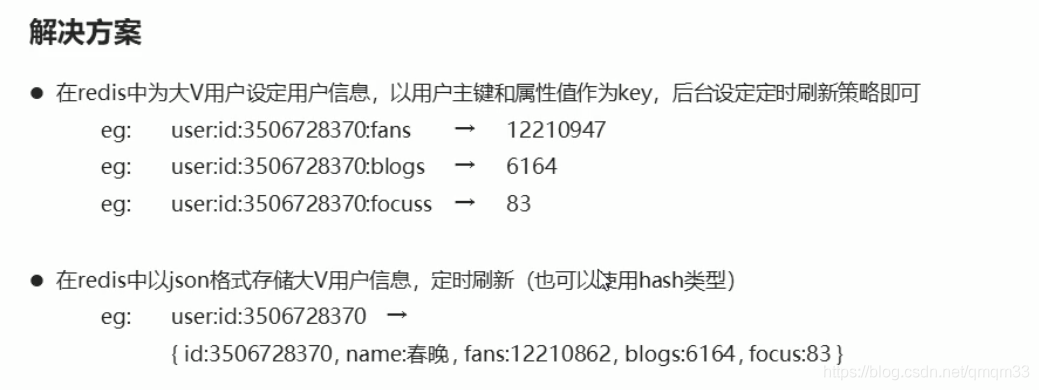 解决方案
● 在redis中为大V用户设定用户信息，以用户主键和属性值作为key，后台设定定时刷新策略即可
eg: user:id:3506728370:fans → 12210947
eg: user:id:3506728370:blogs → 6164
eg: user:id:3506728370:focuss → 83
● 在redis中以json格式存储大V用户信息，定时刷新（也可以使用hash类型）
eg: user:id:3506728370 →
{ id:3506728370, name:春晚, fans:12210862, blogs:6164, focus:83 }
https://blog.csdn.net/qmqm33